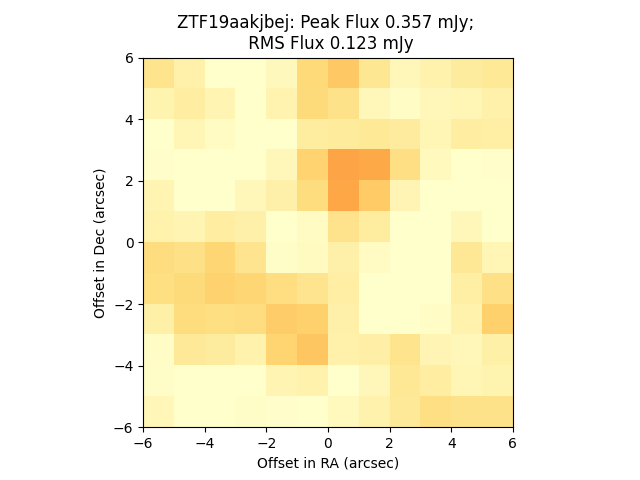 ZTF19aakjbej: Peak Flux 0.357 mJy;
RMS Flux 0.123 mJy
6
4
2
0
−2
−4
−6
Offset in Dec (arcsec)
−6 −4 −2 0 2 4 6
Offset in RA (arcsec)